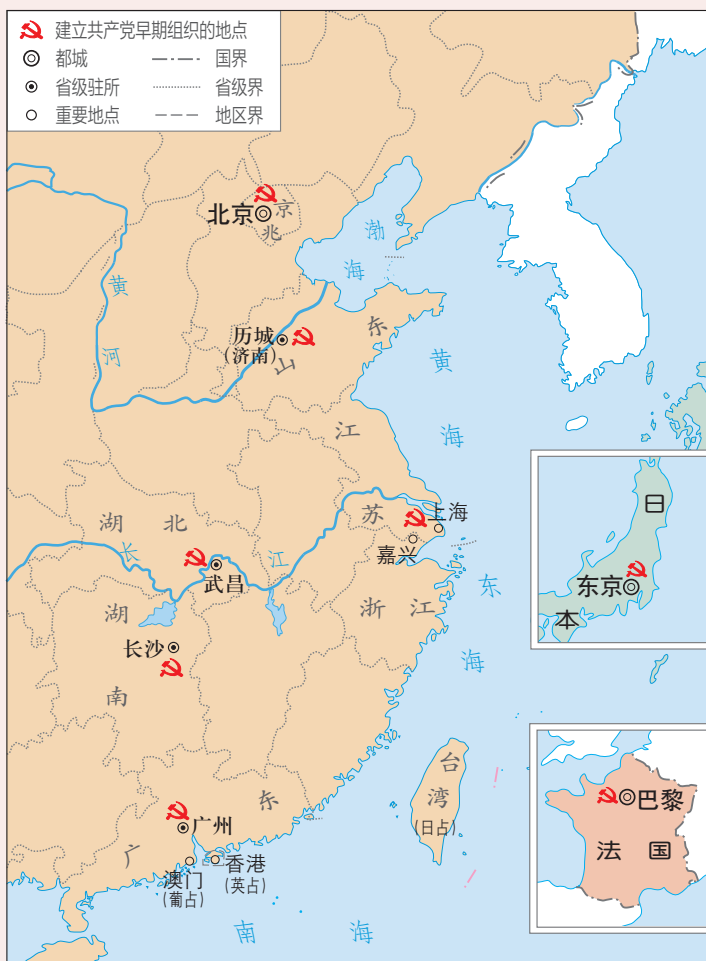 建立共产党早期组织的地点
都城
国界
省级驻所
省级界
重要地点
地区界
北京
京
兆
渤
海
黄
河
历城
(济南)
山
东
黄
海
江
苏
上海
嘉兴
湖
北
长
江
武昌
浙
江
东
海
湖
南
长沙
日
本
东京
台
湾
(日占)
广
东
广州
香港
(英占)
澳门
(葡占)
南
海
巴黎
法
国